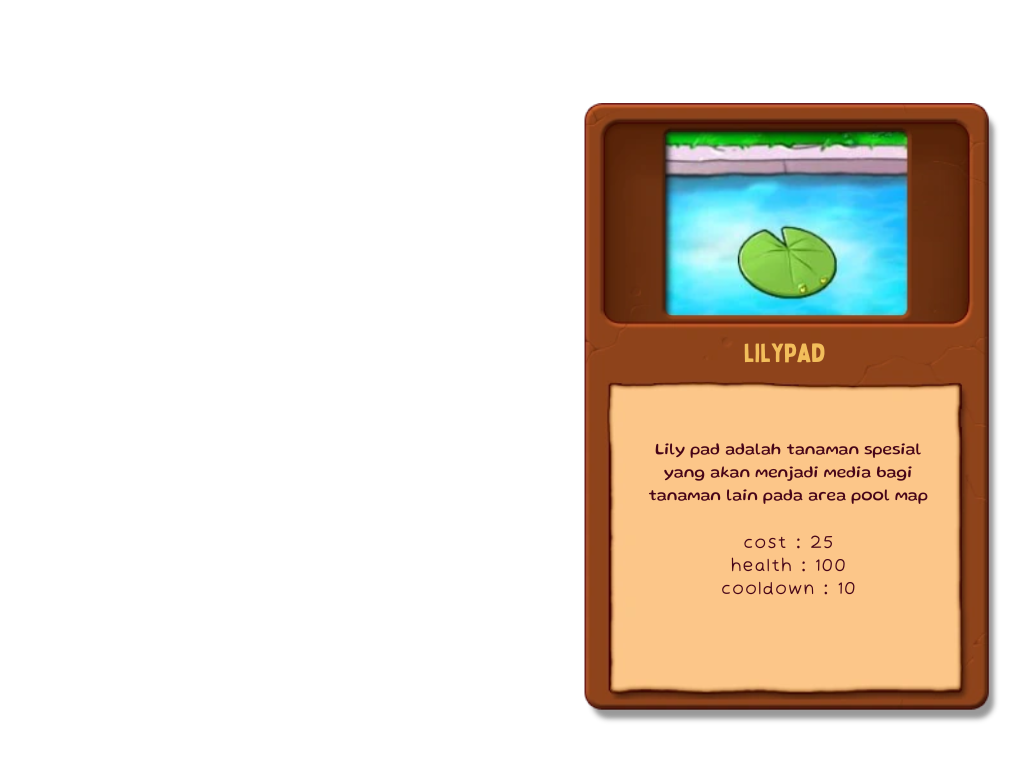 LILYPAD
Lily pad adalah tanaman spesial
yang akan menjadi media bagi
tanaman lain pada area pool map
cost : 25
health : 100
cooldown : 10